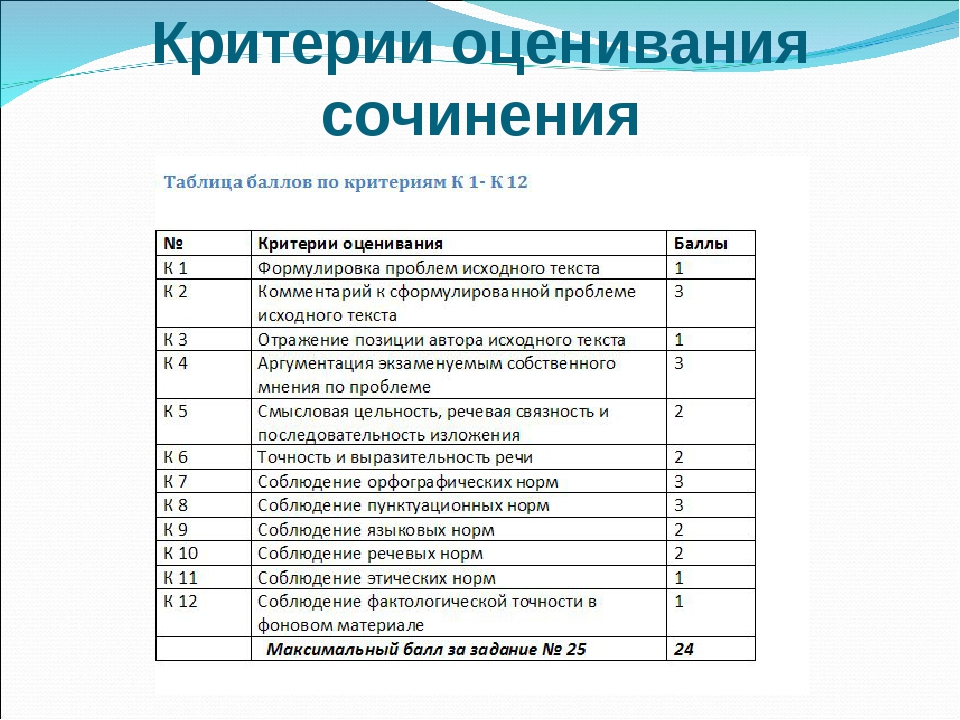 Критерии оценивания
сочинения
Таблица баллов по критериям К 1- К 12
№ Критерии оценивания Баллы
К 1 Формулировка проблем исходного текста 1
К 2 Комментарий к сформулированной проблеме 3
исходного текста
К 3 Отражение позиции автора исходного текста 1
К 4 Аргументация экзаменуемым собственного 3
мнения по проблеме
К 5 Смысловая цельность, речевая связность и 2
последовательность изложения
К 6 Точность и выразительность речи 2
К 7 Соблюдение орфографических норм 3
К 8 Соблюдение пунктуационных норм 3
К 9 Соблюдение языковых норм 2
К 10 Соблюдение речевых норм 2
К 11 Соблюдение этических норм 1
К 12 Соблюдение фактологической точности в 1
фоновом материале
Максимальный балл за задание № 25 24